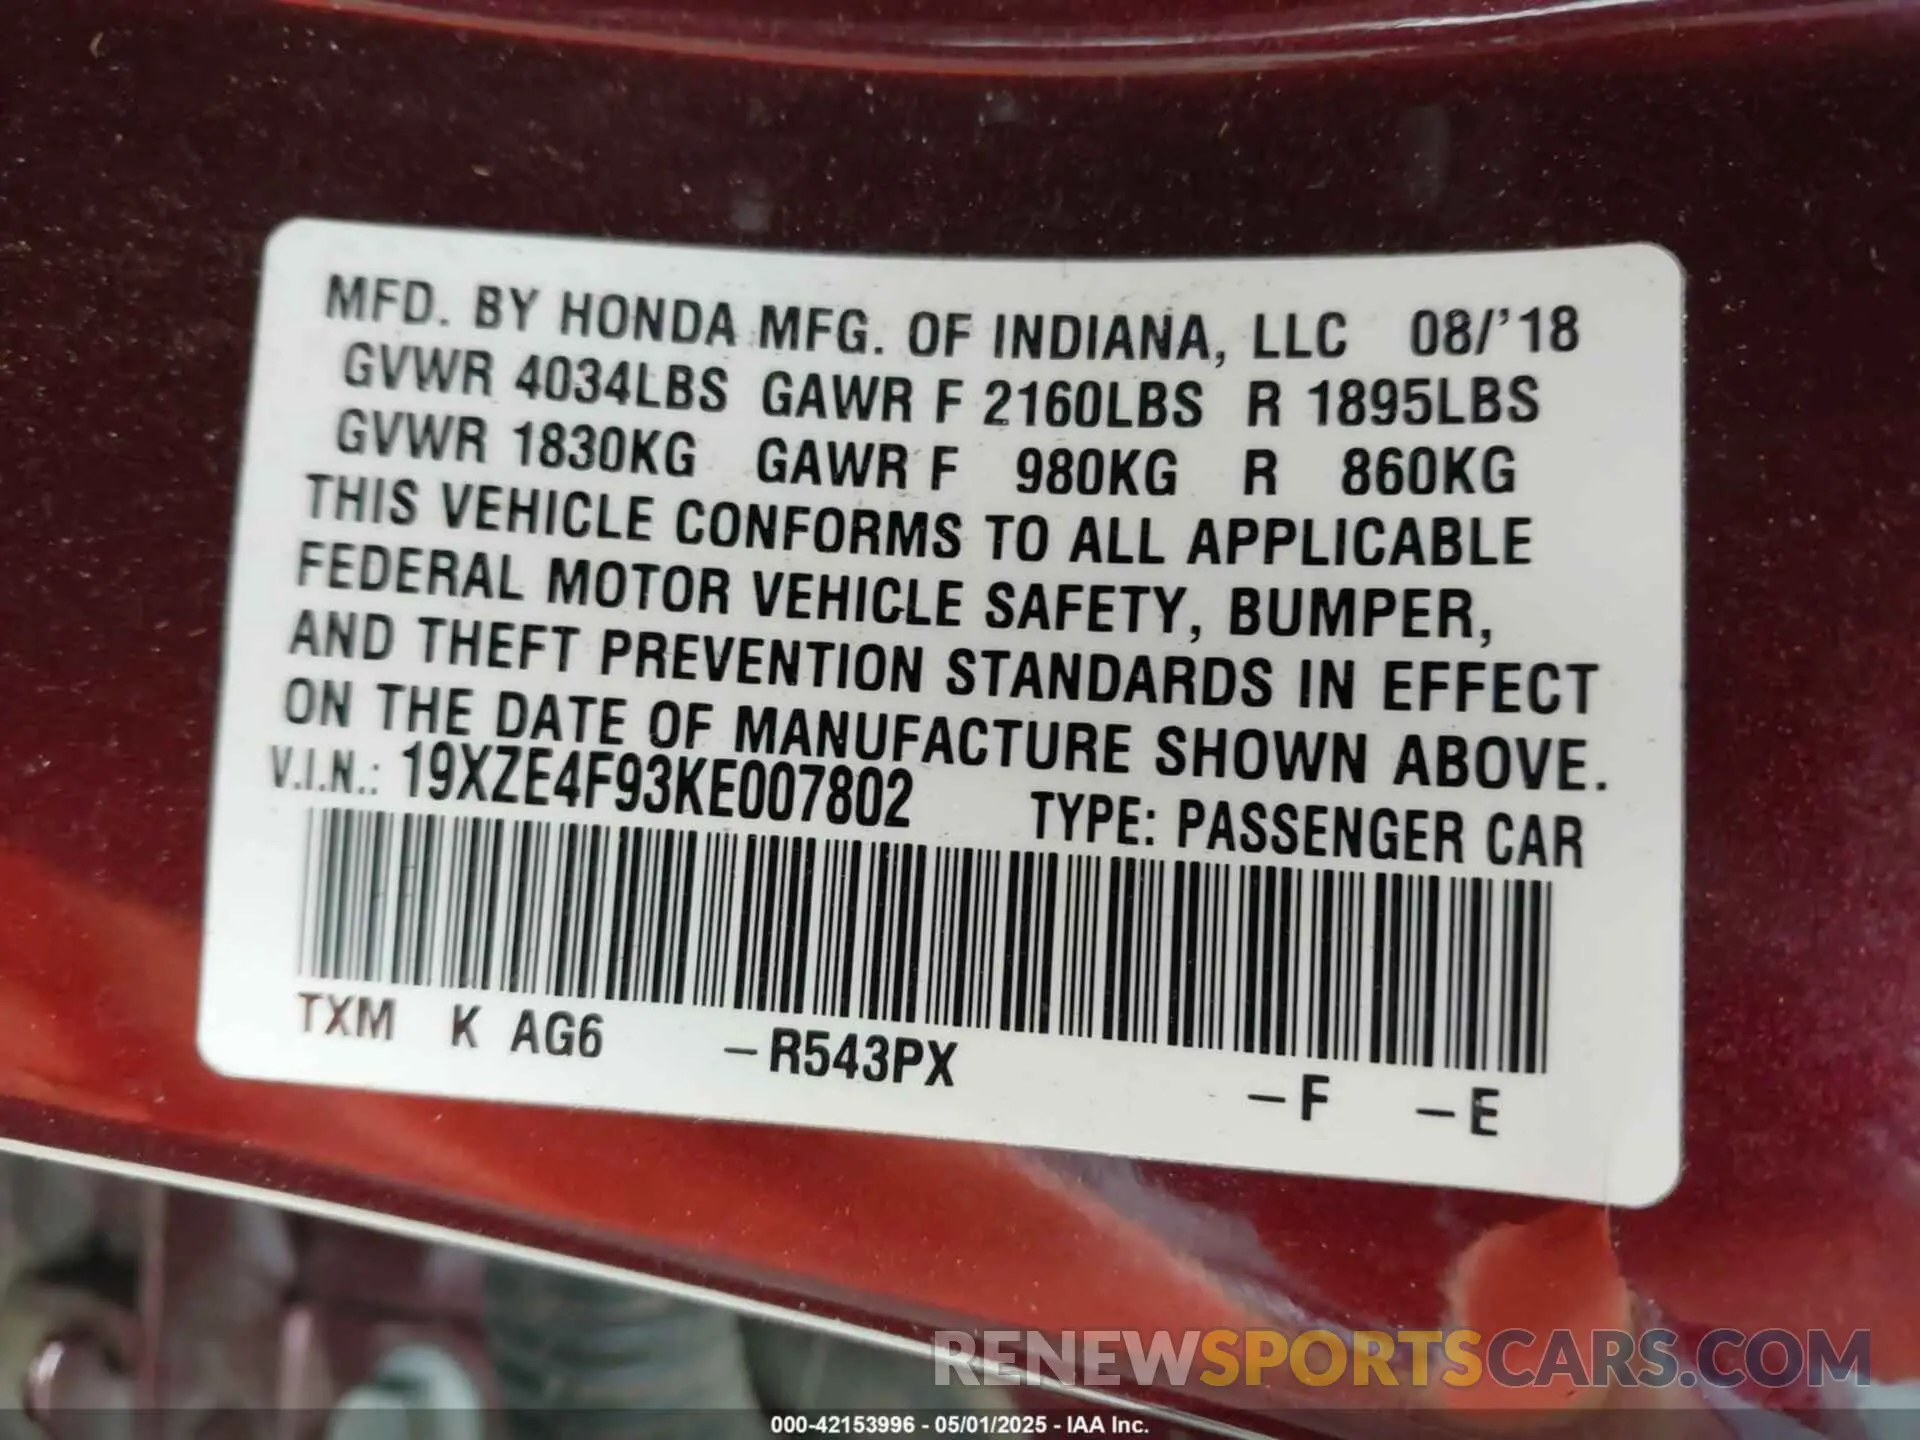 MFD. BY HONDA MFG. OF INDIANA, LLC 08/'18
GVWR 4034LBS GAWR F 2160LBS R 1895LBS
GVWR 1830KG GAWR F 980KG R 860KG
THIS VEHICLE CONFORMS TO ALL APPLICABLE
FEDERAL MOTOR VEHICLE SAFETY, BUMPER,
AND THEFT PREVENTION STANDARDS IN EFFECT
ON THE DATE OF MANUFACTURE SHOWN ABOVE.
V.I.N.: 19XZE4F93KE007802 TYPE: PASSENGER CAR
TXM K AG6 –R543PX –F –E
RENEWSPORTSCARS.COM
000-42153996 - 05/01/2025 - IAA Inc.